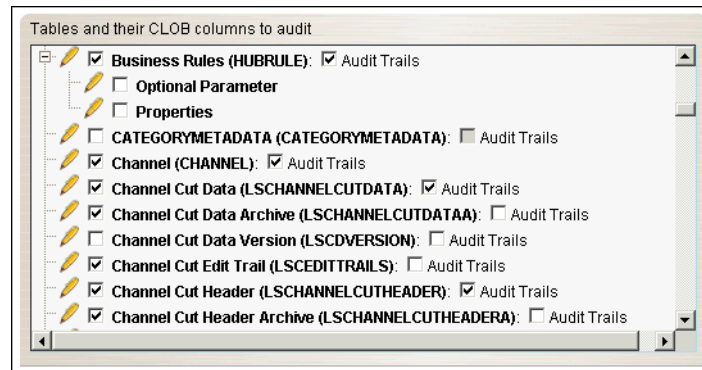 Tables and their CLOB columns to audit
Business Rules (HUBRULE): Audit Trails
Optional Parameter
Properties
CATEGORYMETADATA (CATEGORYMETADATA): Audit Trails
Channel (CHANNEL): Audit Trails
Channel Cut Data (LSCHANNELCUTDATA): Audit Trails
Channel Cut Data Archive (LSCHANNELCUTDATAA): Audit Trails
Channel Cut Data Version (LSCDVERSION): Audit Trails
Channel Cut Edit Trail (LSCEDITTRAILS): Audit Trails
Channel Cut Header (LSCHANNELCUTHEADER): Audit Trails
Channel Cut Header Archive (LSCHANNELCUTHEADERA): Audit Trails